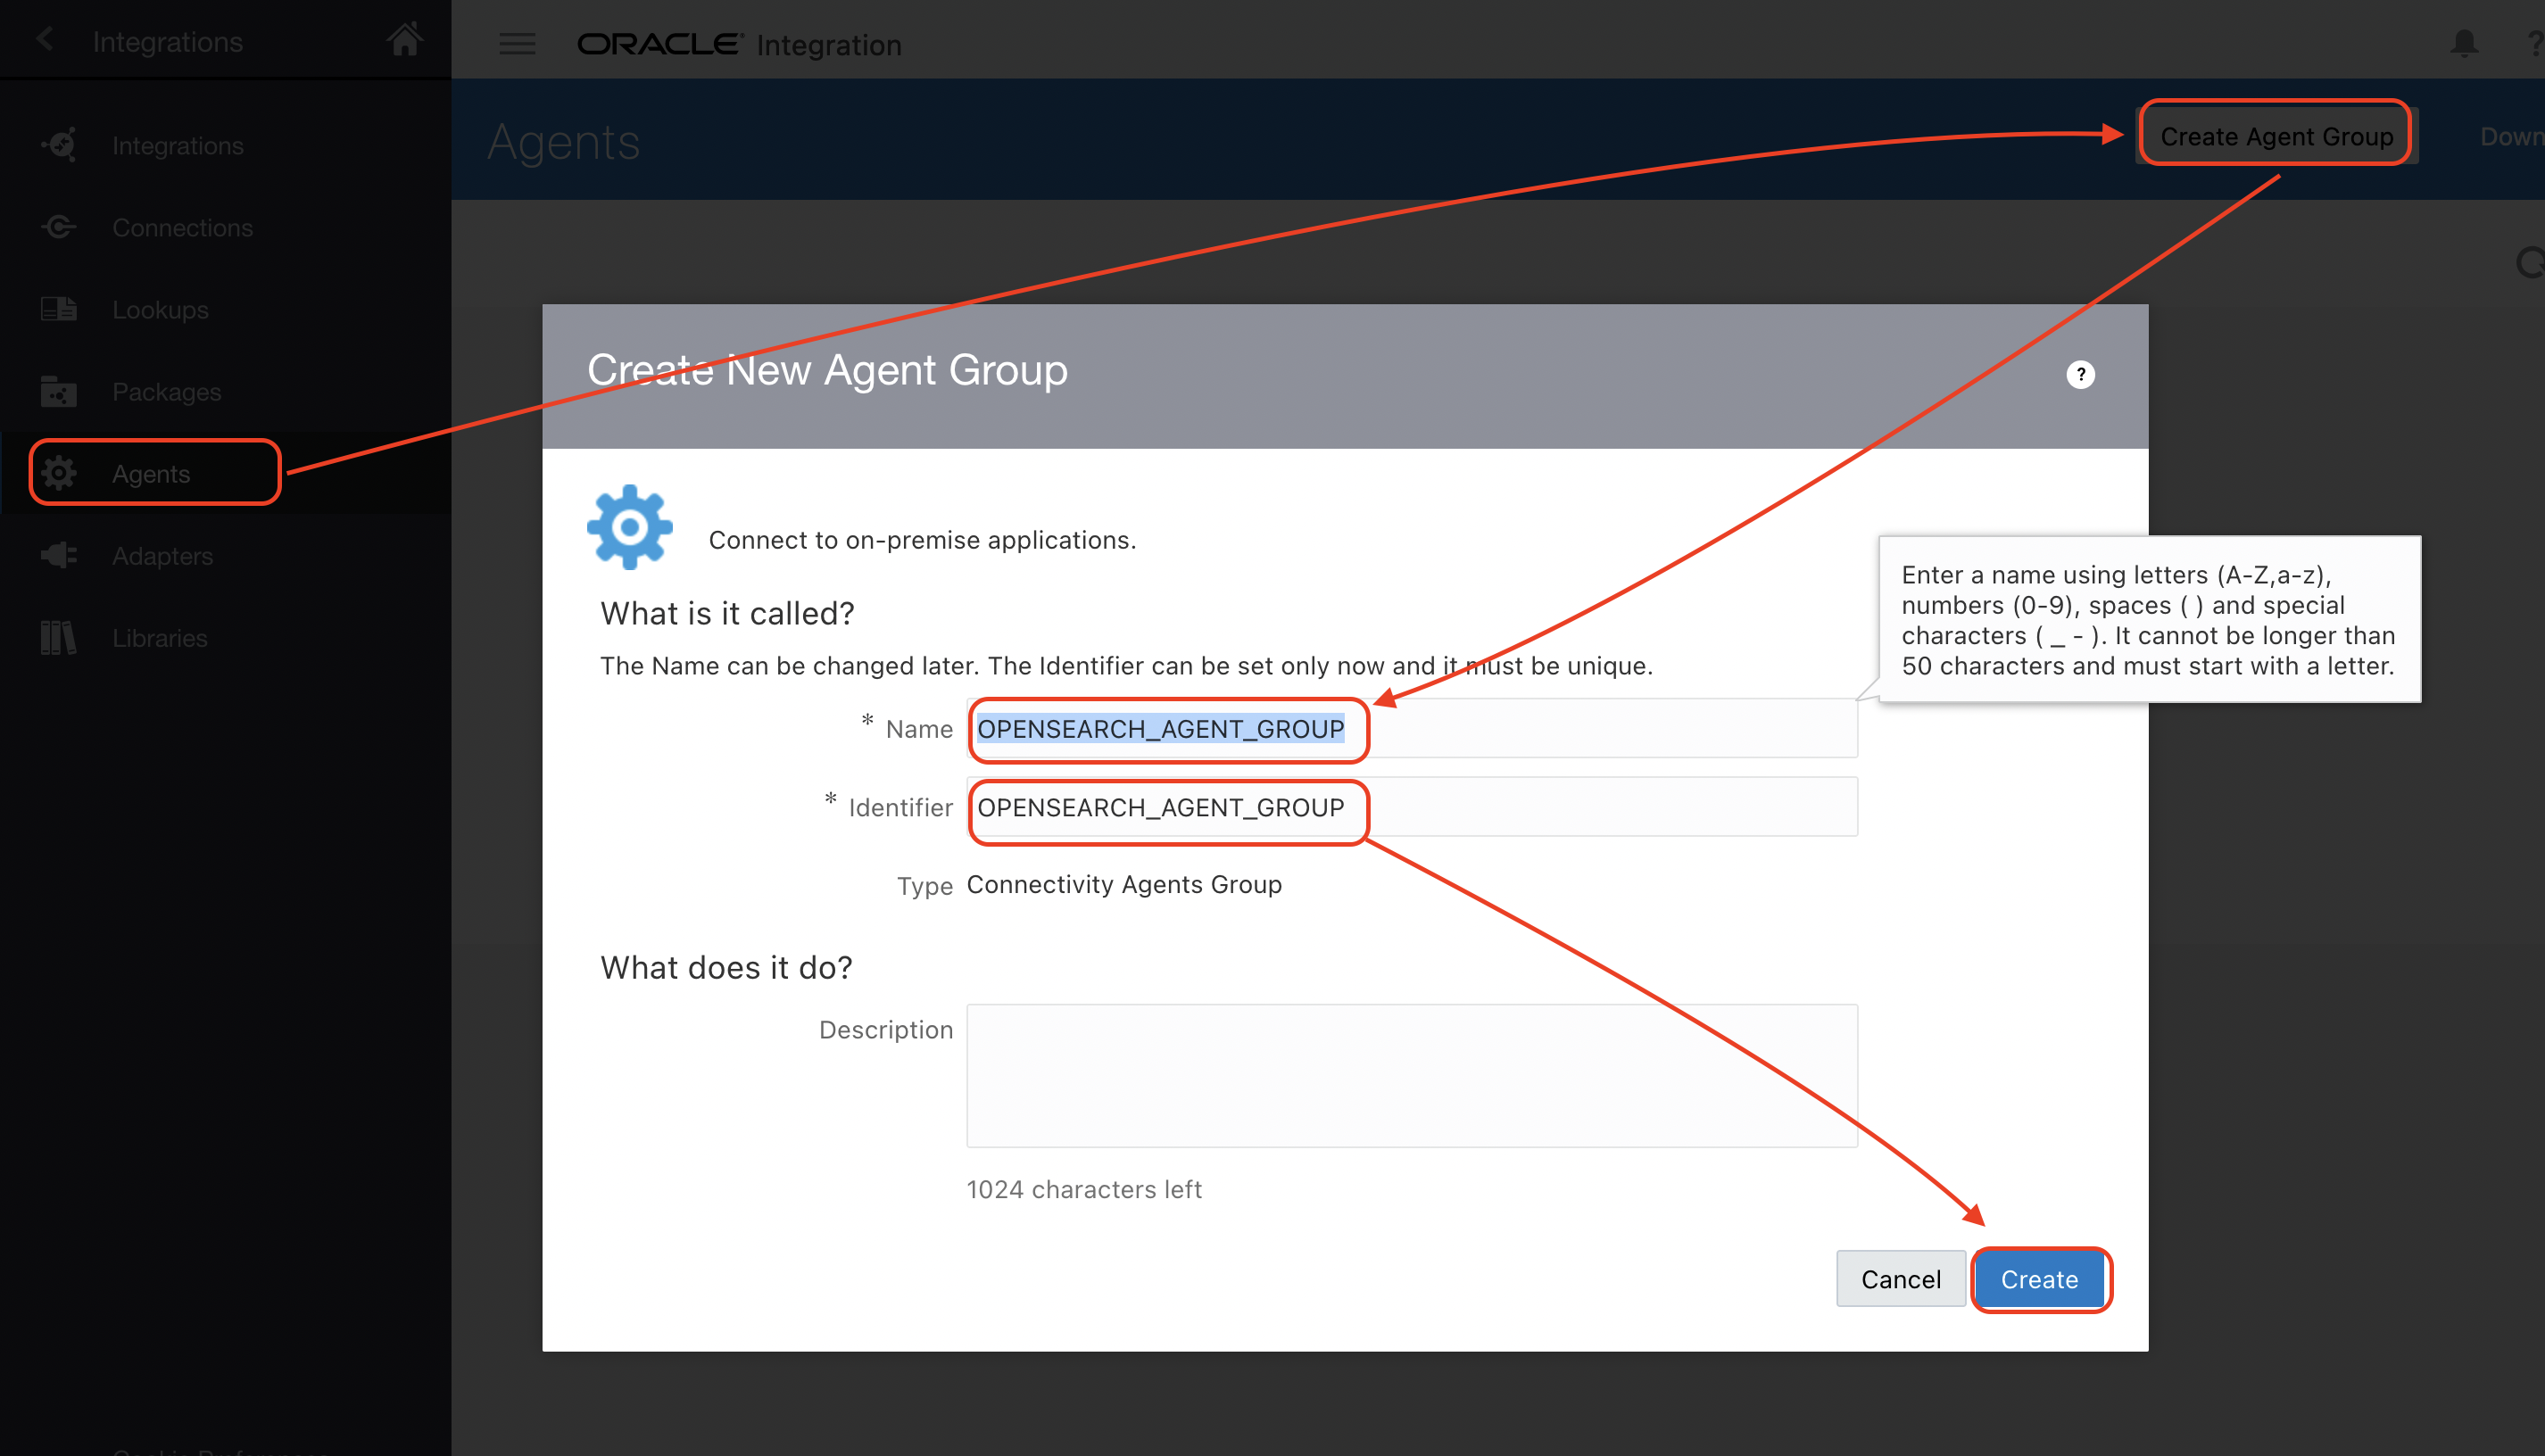 Integrations
ORACLE Integration
?
Integrations
Connections
Lookups
Packages
Agents
Adapters
Libraries
Agents
Create Agent Group
Down
Create New Agent Group
?
Connect to on-premise applications.
What is it called?
The Name can be changed later. The Identifier can be set only now and it must be unique.
* Name OPENSEARCH_AGENT_GROUP
* Identifier OPENSEARCH_AGENT_GROUP
Type Connectivity Agents Group
Enter a name using letters (A-Z,a-z),
numbers (0-9), spaces ( ) and special
characters ( _ - ). It cannot be longer than
50 characters and must start with a letter.
What does it do?
Description
1024 characters left
Cancel
Create